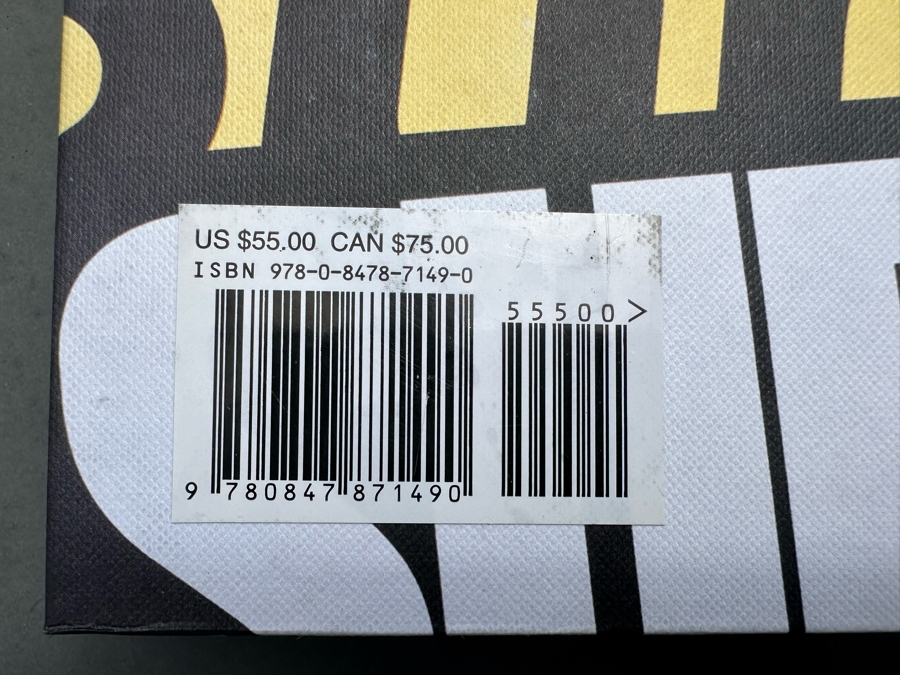 US $55.00 CAN $75.00
ISBN 978-0-8478-7149-0
55500>
9 780847 871490